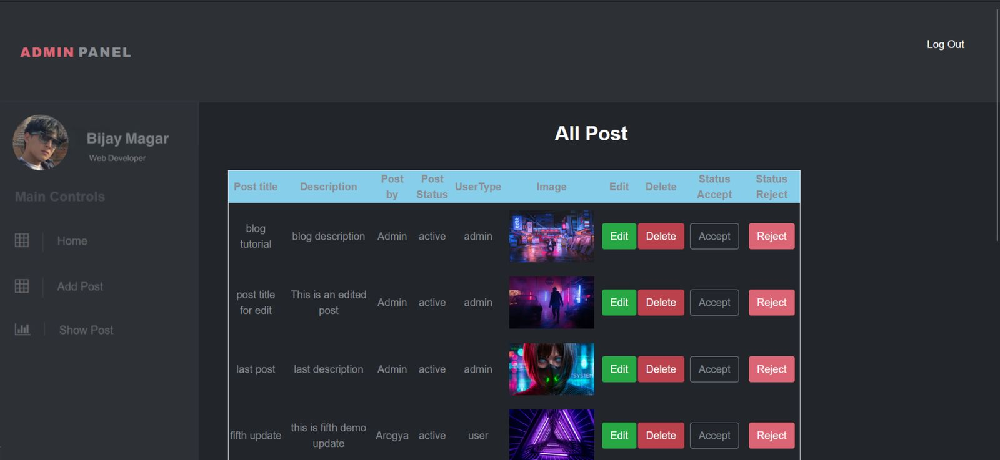 ADMIN PANEL
Log Out
Bijay Magar
Web Developer
Main Controls
Home
Add Post
Show Post
All Post
Post title Description Post by Post Status UserType Image Edit Delete Status Accept Status Reject
blog tutorial blog description Admin active admin Edit Delete Accept Reject
post title for edit This is an edited post Admin active admin Edit Delete Accept Reject
last post last description Admin active admin SYSTEM Edit Delete Accept Reject
fifth update this is fifth demo update Arogya active user Edit Delete Accept Reject